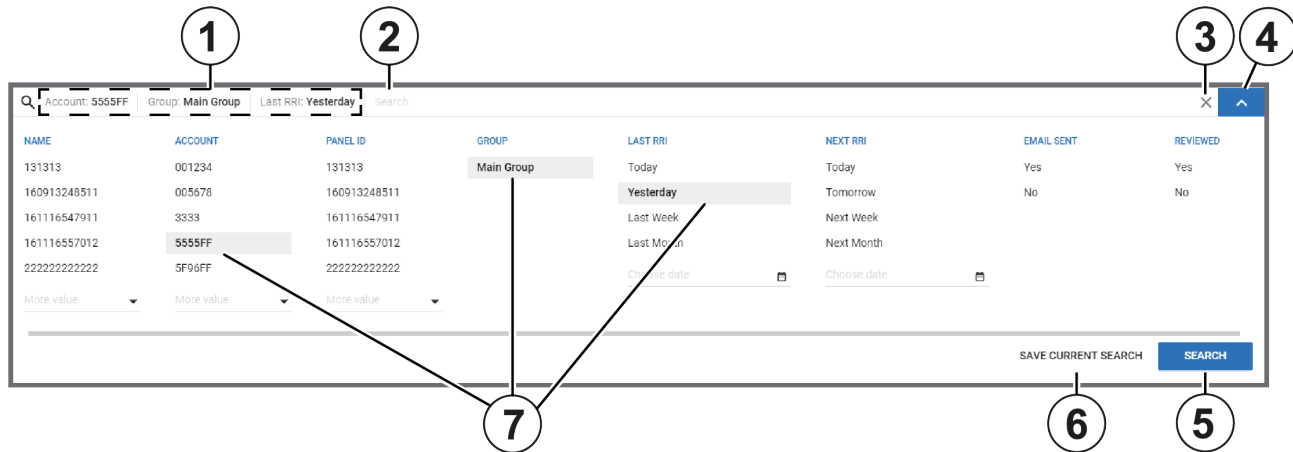 1 2 3 4
Account: 5555FF Group: Main Group Last RRI: Yesterday Search
NAME ACCOUNT PANEL ID GROUP LAST RRI NEXT RRI EMAIL SENT REVIEWED
131313 001234 131313 Main Group Today Today Yes Yes
160913248511 005678 160913248511 Yesterday Tomorrow No No
161116547911 3333 161116547911 Last Week Next Week
161116557012 5555FF 161116557012 Last Month Next Month
222222222222 5F96FF 222222222222 Choose date Choose date
More value More value More value
SAVE CURRENT SEARCH SEARCH
7 6 5